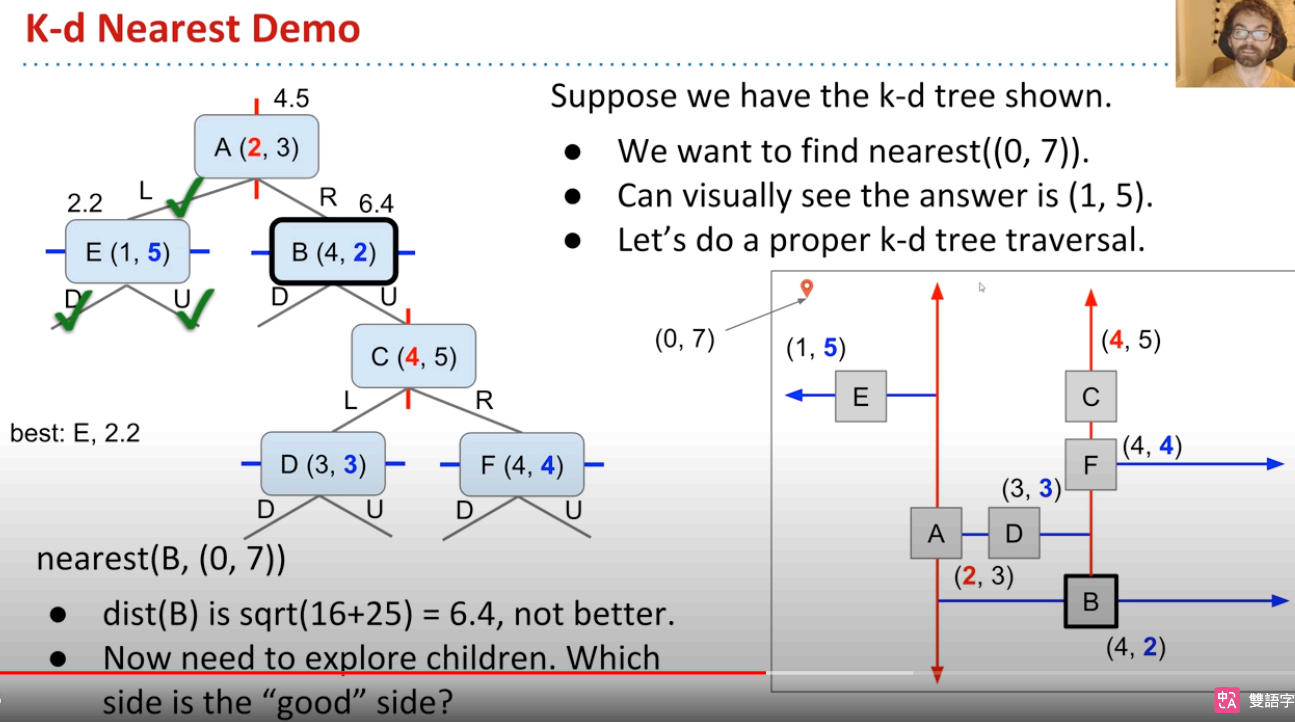 K-d Nearest Demo
4.5
A (2, 3)
L
R
2.2
6.4
E (1, 5)
B (4, 2)
D
U
D
U
C (4, 5)
L
R
best: E, 2.2
D (3, 3)
F (4, 4)
D
U
D
U
nearest(B, (0, 7))
● dist(B) is sqrt(16+25) = 6.4, not better.
● Now need to explore children. Which
side is the “good” side?
Suppose we have the k-d tree shown.
● We want to find nearest((0, 7)).
● Can visually see the answer is (1, 5).
● Let’s do a proper k-d tree traversal.
(0, 7)
(1, 5)
(4, 5)
E
C
(4, 4)
F
(3, 3)
A
D
(2, 3)
B
(4, 2)
中A
雙語字